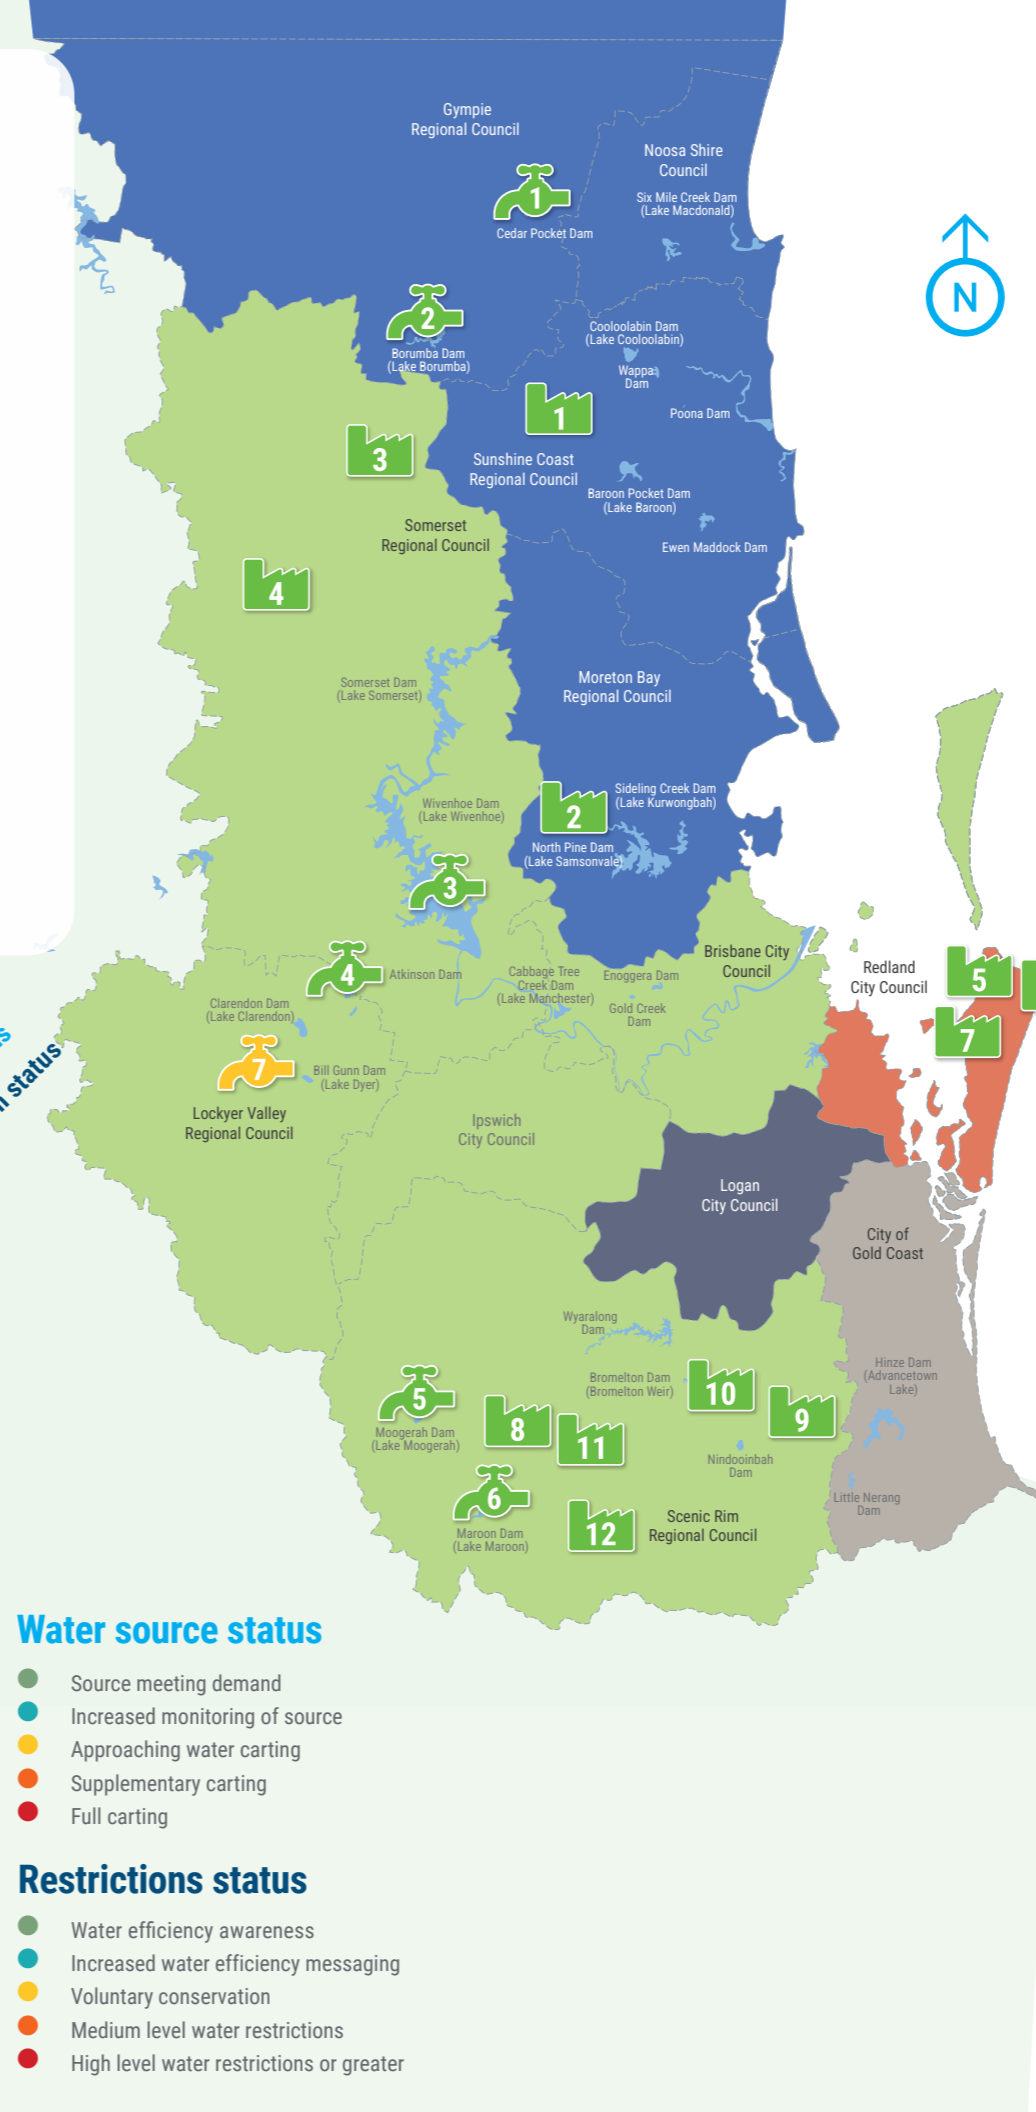 Gympie
Regional Council
Noosa Shire
Council
Six Mile Creek Dam
(Lake Macdonald)
1
Cedar Pocket Dam
N
2
Borumba Dam
(Lake Borumba)
Cooloolabin Dam
(Lake Cooloolabin)
Wappa
Dam
1
Poona Dam
3
Sunshine Coast
Regional Council
Baroon Pocket Dam
(Lake Baroon)
Somerset
Regional Council
Ewen Maddock Dam
4
Somerset Dam
(Lake Somerset)
Moreton Bay
Regional Council
Wivenhoe Dam
(Lake Wivenhoe)
2
Sideling Creek Dam
(Lake Kurwongbah)
North Pine Dam
(Lake Samsonvale)
3
Brisbane City
Council
4
Atkinson Dam
Cabbage Tree
Creek Dam
(Lake Manchester)
Enoggera Dam
Gold Creek
Dam
Redland
City Council
5
7
Clarendon Dam
(Lake Clarendon)
7
Bill Gunn Dam
(Lake Dyer)
status
Lockyer Valley
Regional Council
Ipswich
City Council
Logan
City Council
City of
Gold Coast
Wyaralong
Dam
Bromelton Dam
(Bromelton Weir)
10
9
Hinze Dam
(Advancetown
Lake)
5
Moogerah Dam
(Lake Moogerah)
8
11
Nindooinbah
Dam
6
Maroon Dam
(Lake Maroon)
12
Scenic Rim
Regional Council
Little Nerang
Dam
Water source status
Source meeting demand
Increased monitoring of source
Approaching water carting
Supplementary carting
Full carting
Restrictions status
Water efficiency awareness
Increased water efficiency messaging
Voluntary conservation
Medium level water restrictions
High level water restrictions or greater